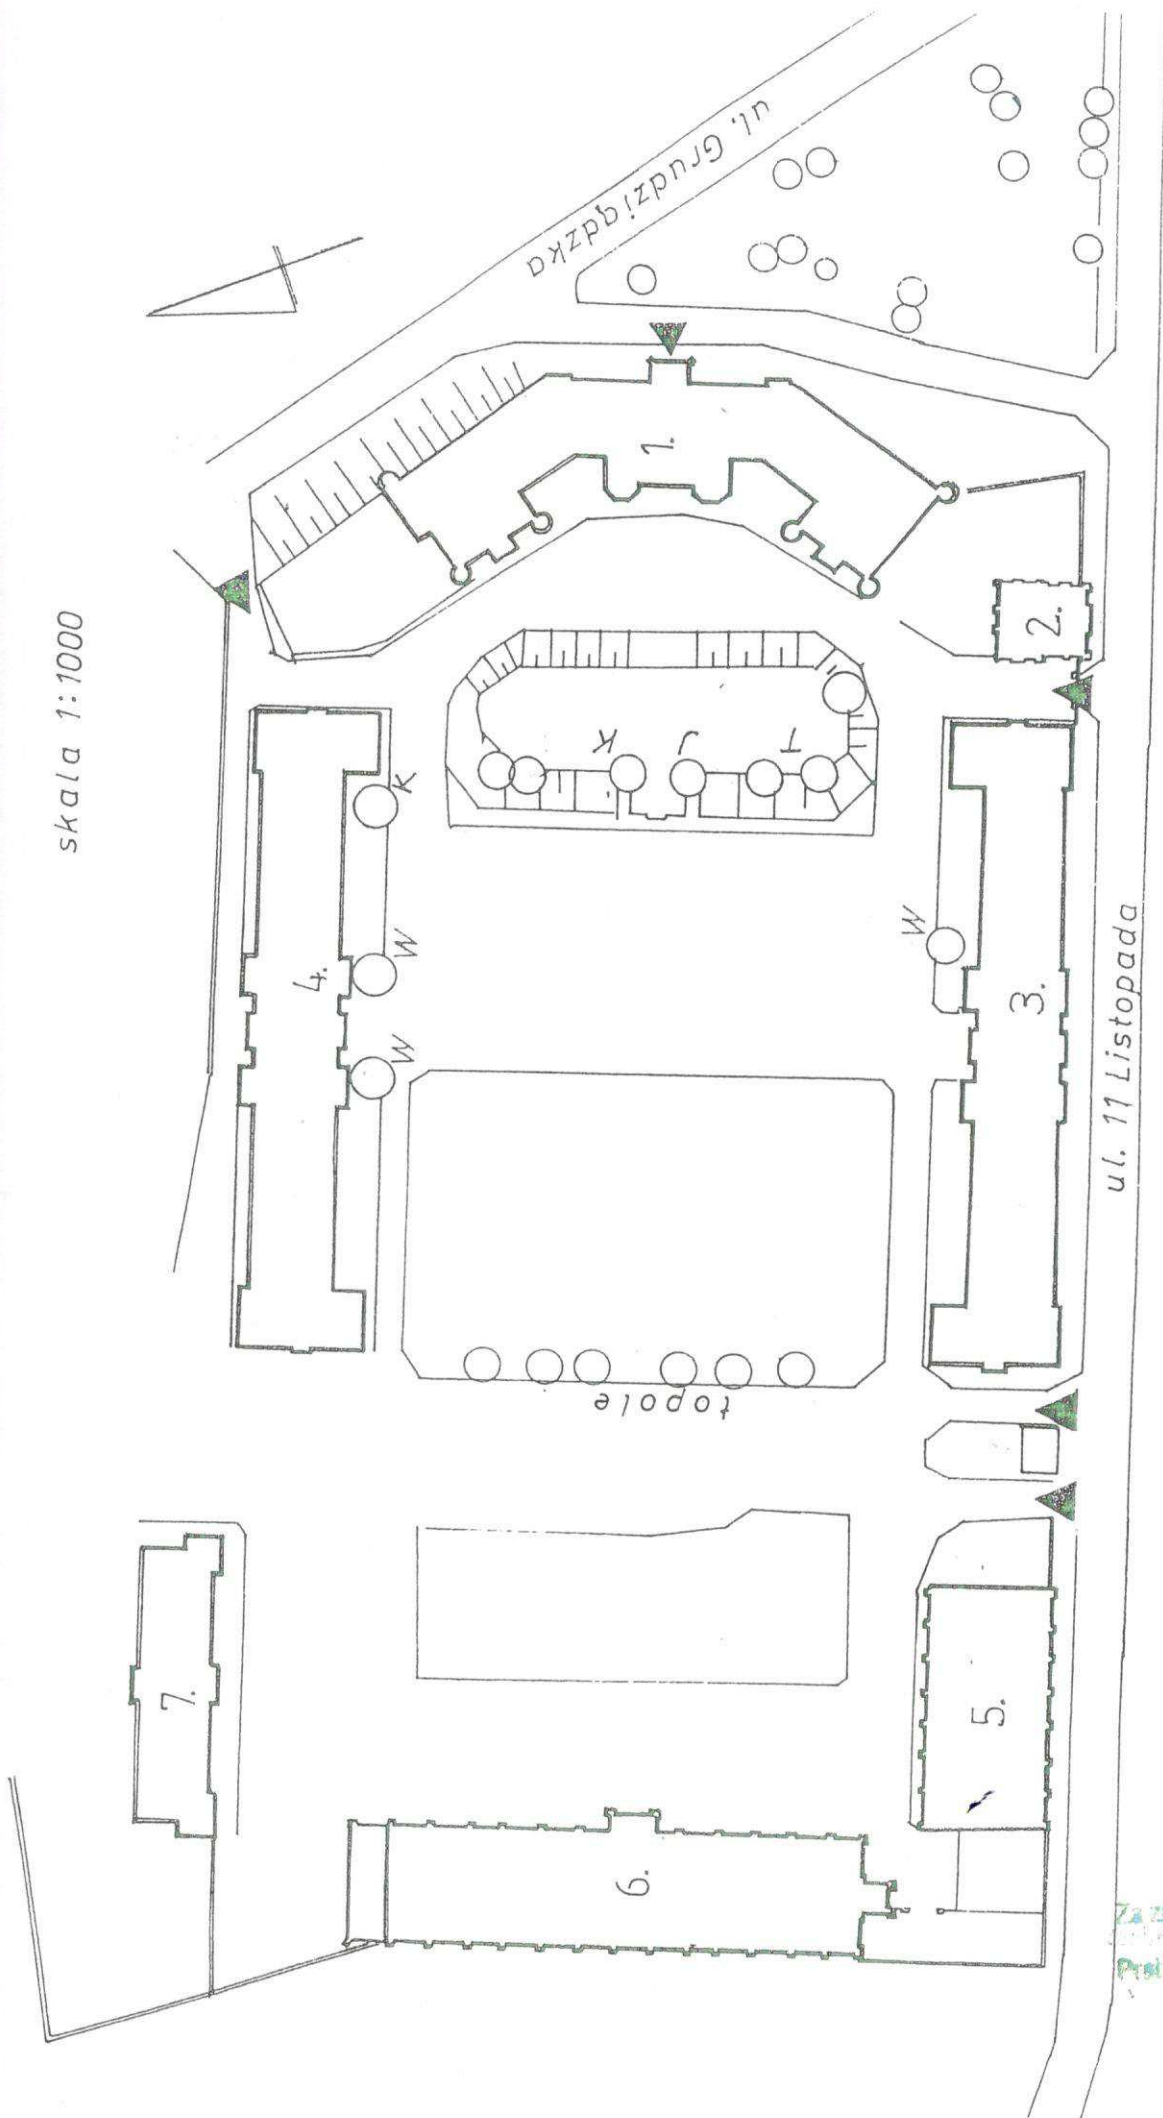 skala 1:1000
ul. Grudziądzka
1.
2.
K
J
T
K
W
W
4.
W
3.
ul. 11 Listopada
topole
7.
5.
6.